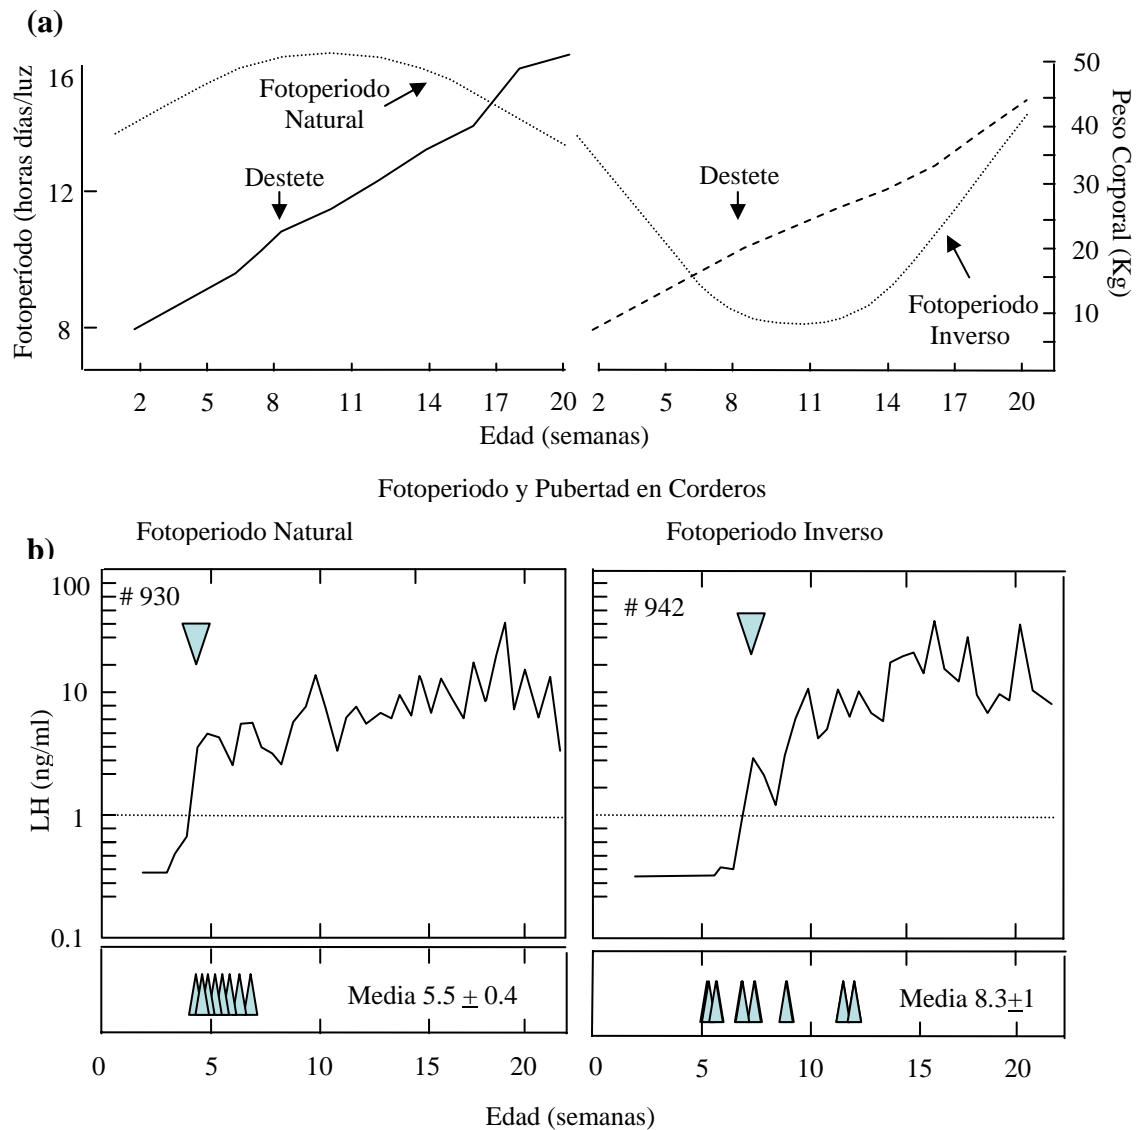 (a)
Fotoperíodo (horas días/luz
16
12
8
Fotoperiodo
Natural
Destete
Destete
Fotoperiodo
Inverso
50
40
30
20
10
Peso Corporal (Kg)
2 5 8 11 14 17 20 2 5 8 11 14 17 20
Edad (semanas)
Fotoperiodo y Pubertad en Corderos
Fotoperiodo Natural Fotoperiodo Inverso
b)
LH (ng/ml)
100
10
1
0.1
# 930
# 942
Media 5.5 + 0.4
Media 8.3+1
0 5 10 15 20 0 5 10 15 20
Edad (semanas)